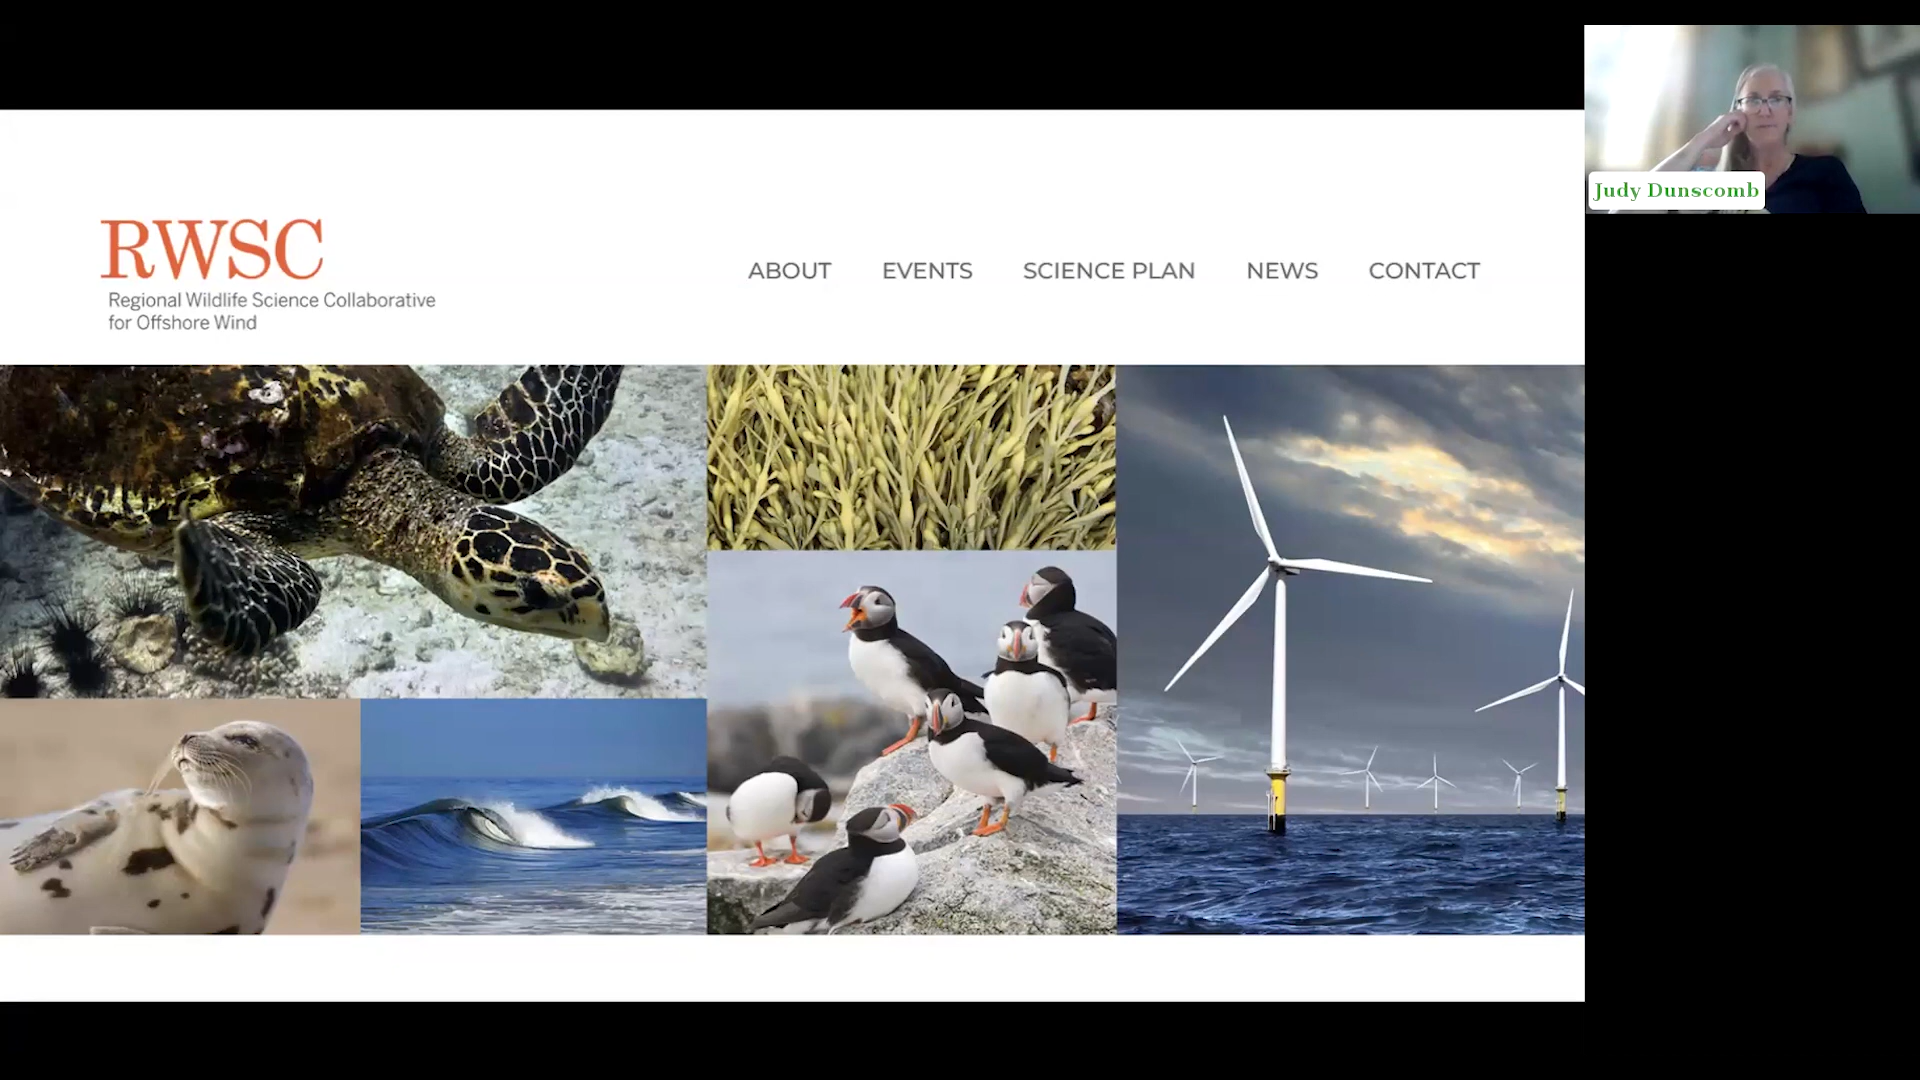 RWSC
Regional Wildlife Science Collaborative
for Offshore Wind
ABOUT EVENTS SCIENCE PLAN NEWS CONTACT
Judy Dunscomb